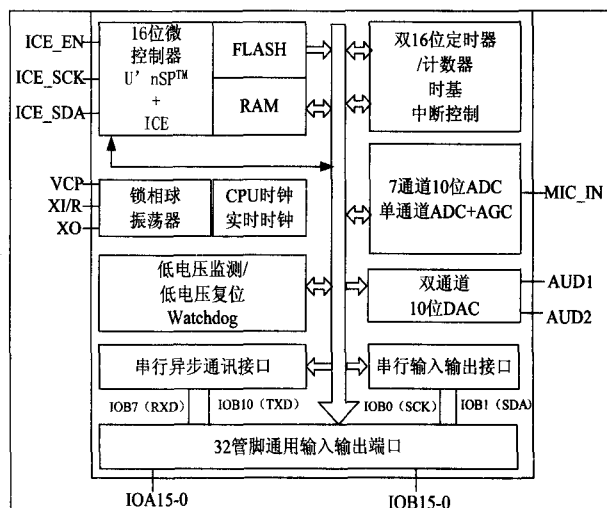 ICE_EN
ICE_SCK
ICE_SDA
16位微
控制器
U'nSP™
+
ICE
FLASH
RAM
双16位定时器
/计数器
时基
中断控制
VCP
XI/R
XO
锁相球
振荡器
CPU时钟
实时时钟
7通道10位ADC
单通道ADC+AGC
MIC_IN
低电压监测/
低电压复位
Watchdog
双通道
10位DAC
AUD1
AUD2
串行异步通讯接口
串行输入输出接口
IOB7（RXD）
IOB10（TXD）
IOB0（SCK）
IOB1（SDA）
32管脚通用输入输出端口
IOA15-0
IOB15-0